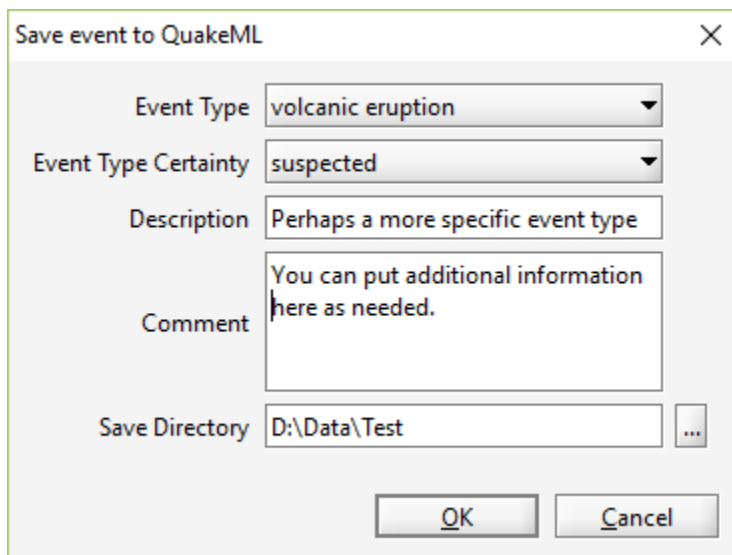 Save event to QuakeML
Event Type volcanic eruption
Event Type Certainty suspected
Description Perhaps a more specific event type
Comment You can put additional information
here as needed.
Save Directory D:\Data\Test ...
OK Cancel